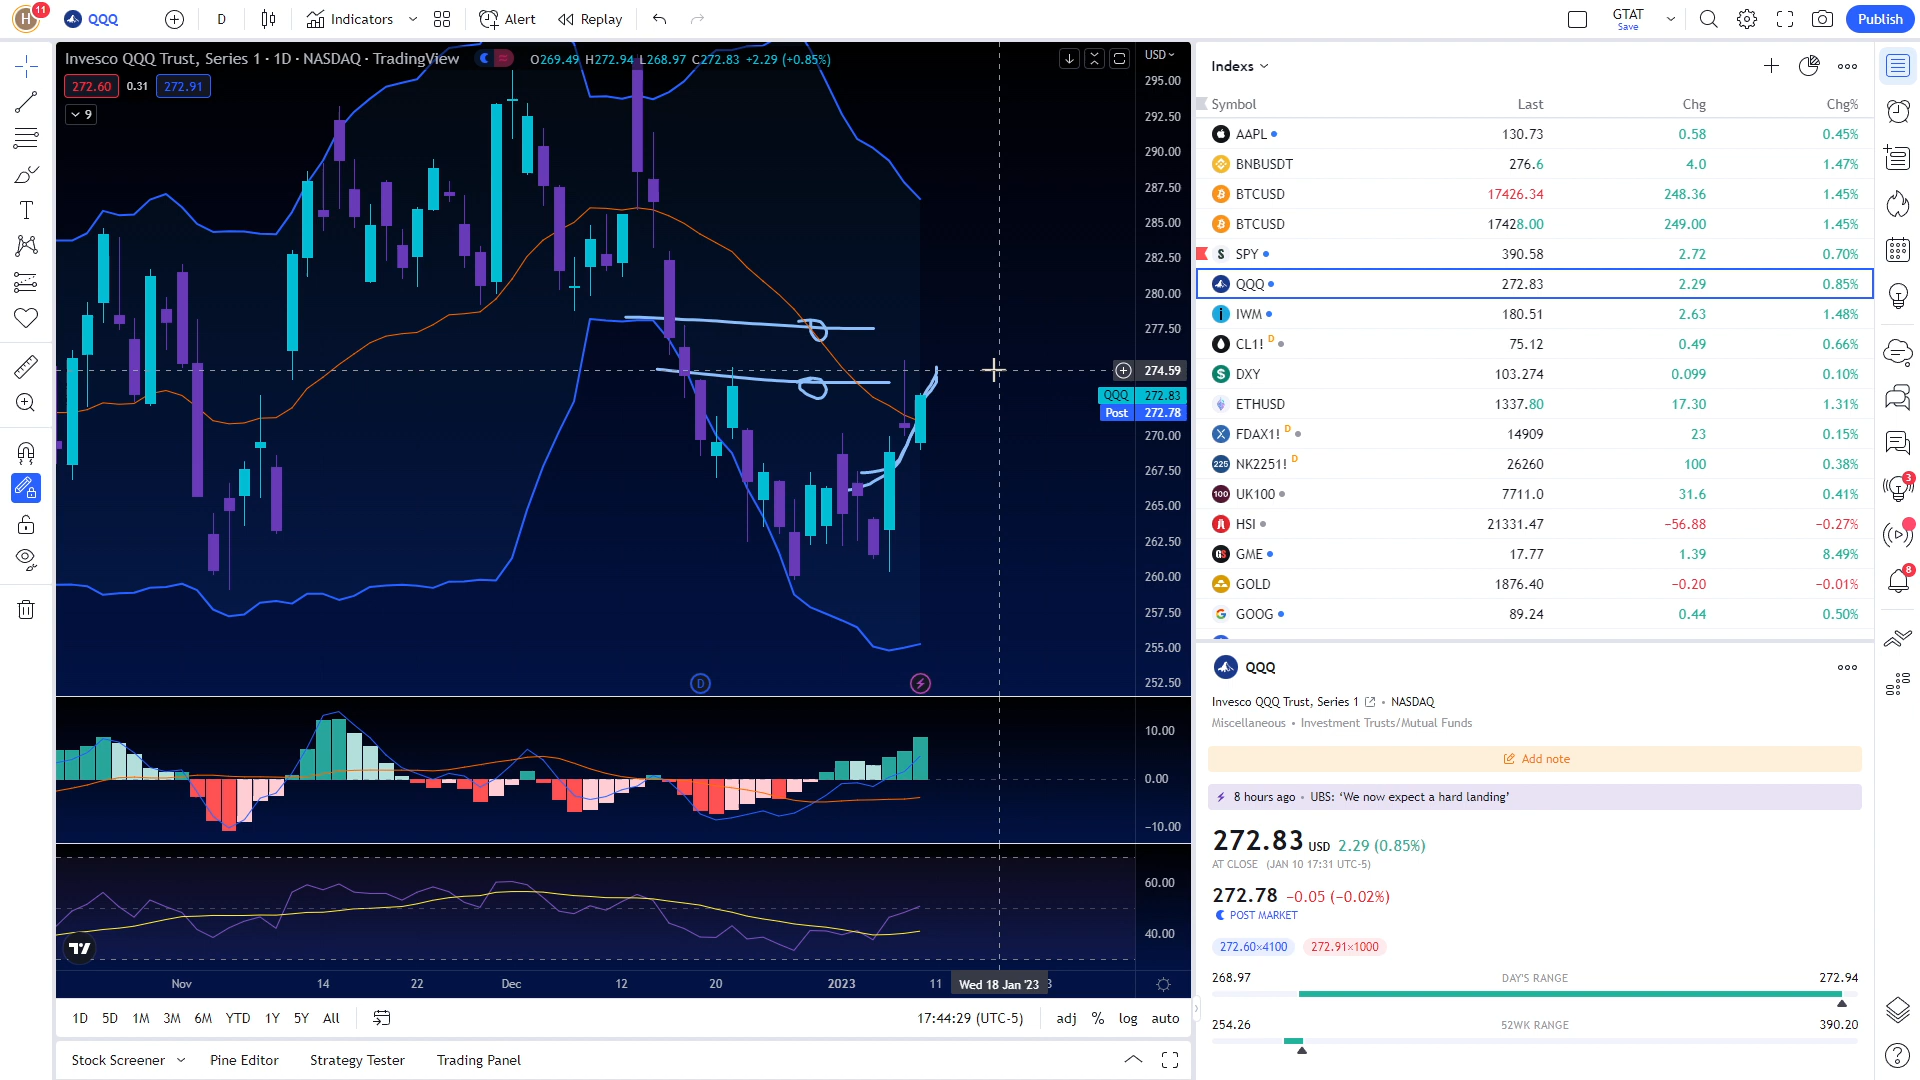 H 11 QQQ D Indicators Alert Replay GTAT Save Publish
Invesco QQQ Trust, Series 1 · 1D · NASDAQ · TradingView O269.49 H272.94 L268.97 C272.83 +2.29 (+0.85%) USD
272.60 0.31 272.91
9
295.00
292.50
290.00
287.50
285.00
282.50
280.00
277.50
274.59
QQQ 272.83
Post 272.78
270.00
267.50
265.00
262.50
260.00
257.50
255.00
252.50
D
10.00
0.00
−10.00
60.00
40.00
Nov 14 22 Dec 12 20 2023 11 Wed 18 Jan '23
1D 5D 1M 3M 6M YTD 1Y 5Y All 17:44:29 (UTC-5) adj % log auto
Stock Screener Pine Editor Strategy Tester Trading Panel
Indexs
Symbol Last Chg Chg%
AAPL 130.73 0.58 0.45%
BNBUSDT 276.6 4.0 1.47%
BTCUSD 17426.34 248.36 1.45%
BTCUSD 17428.00 249.00 1.45%
S SPY 390.58 2.72 0.70%
QQQ 272.83 2.29 0.85%
i IWM 180.51 2.63 1.48%
CL1! D 75.12 0.49 0.66%
$ DXY 103.274 0.099 0.10%
ETHUSD 1337.80 17.30 1.31%
X FDAX1! D 14909 23 0.15%
225 NK2251! D 26260 100 0.38%
100 UK100 7711.0 31.6 0.41%
HSI 21331.47 −56.88 −0.27%
GS GME 17.77 1.39 8.49%
GOLD 1876.40 −0.20 −0.01%
G GOOG 89.24 0.44 0.50%
QQQ
Invesco QQQ Trust, Series 1 • NASDAQ
Miscellaneous • Investment Trusts/Mutual Funds
Add note
8 hours ago • UBS: ‘We now expect a hard landing’
272.83 USD 2.29 (0.85%)
AT CLOSE (JAN 10 17:31 UTC-5)
272.78 −0.05 (−0.02%)
POST MARKET
272.60×4100 272.91×1000
268.97 DAY'S RANGE 272.94
254.26 52WK RANGE 390.20
3
8